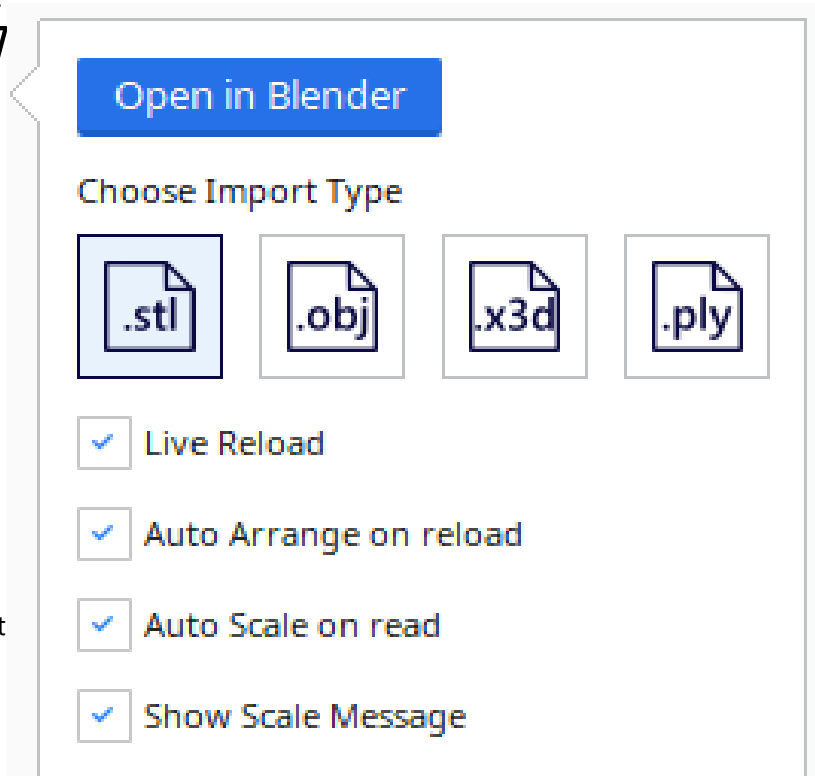 Open in Blender
Choose Import Type
.stl .obj .x3d .ply
Live Reload
Auto Arrange on reload
Auto Scale on read
t
Show Scale Message